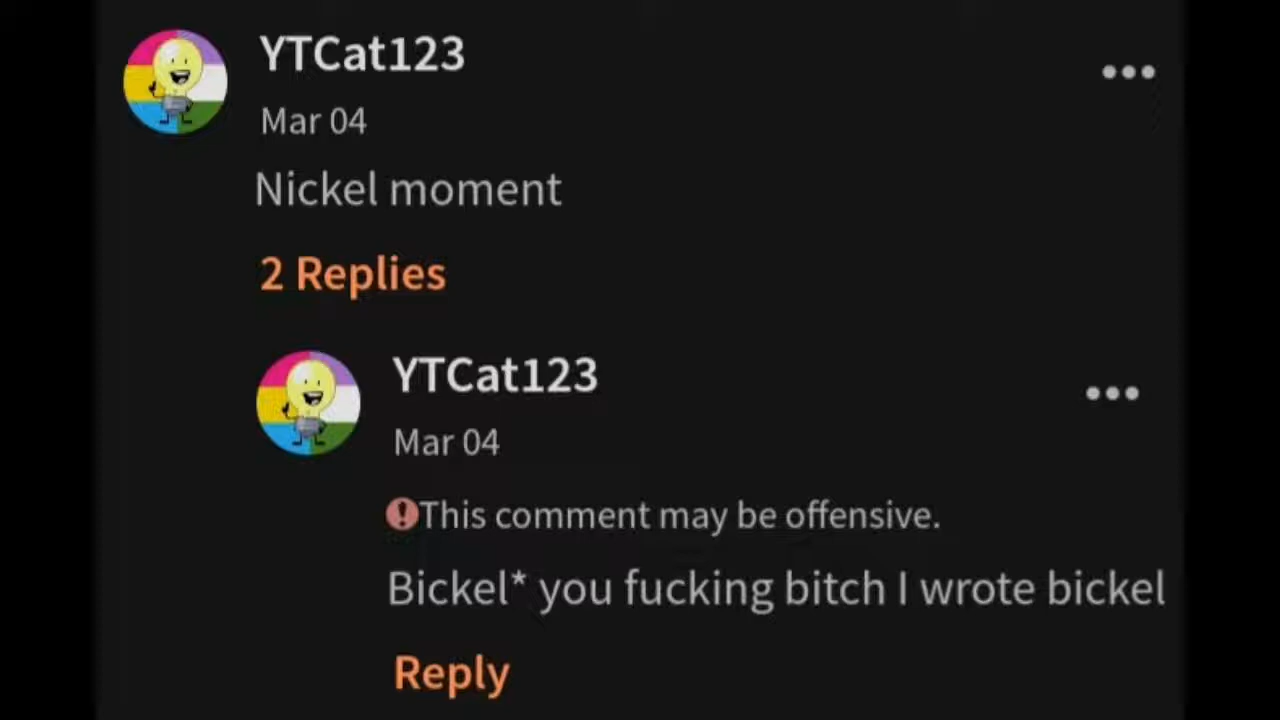 YTCat123
Mar 04
Nickel moment
2 Replies
YTCat123
Mar 04
This comment may be offensive.
Bickel* you fucking bitch I wrote bickel
Reply